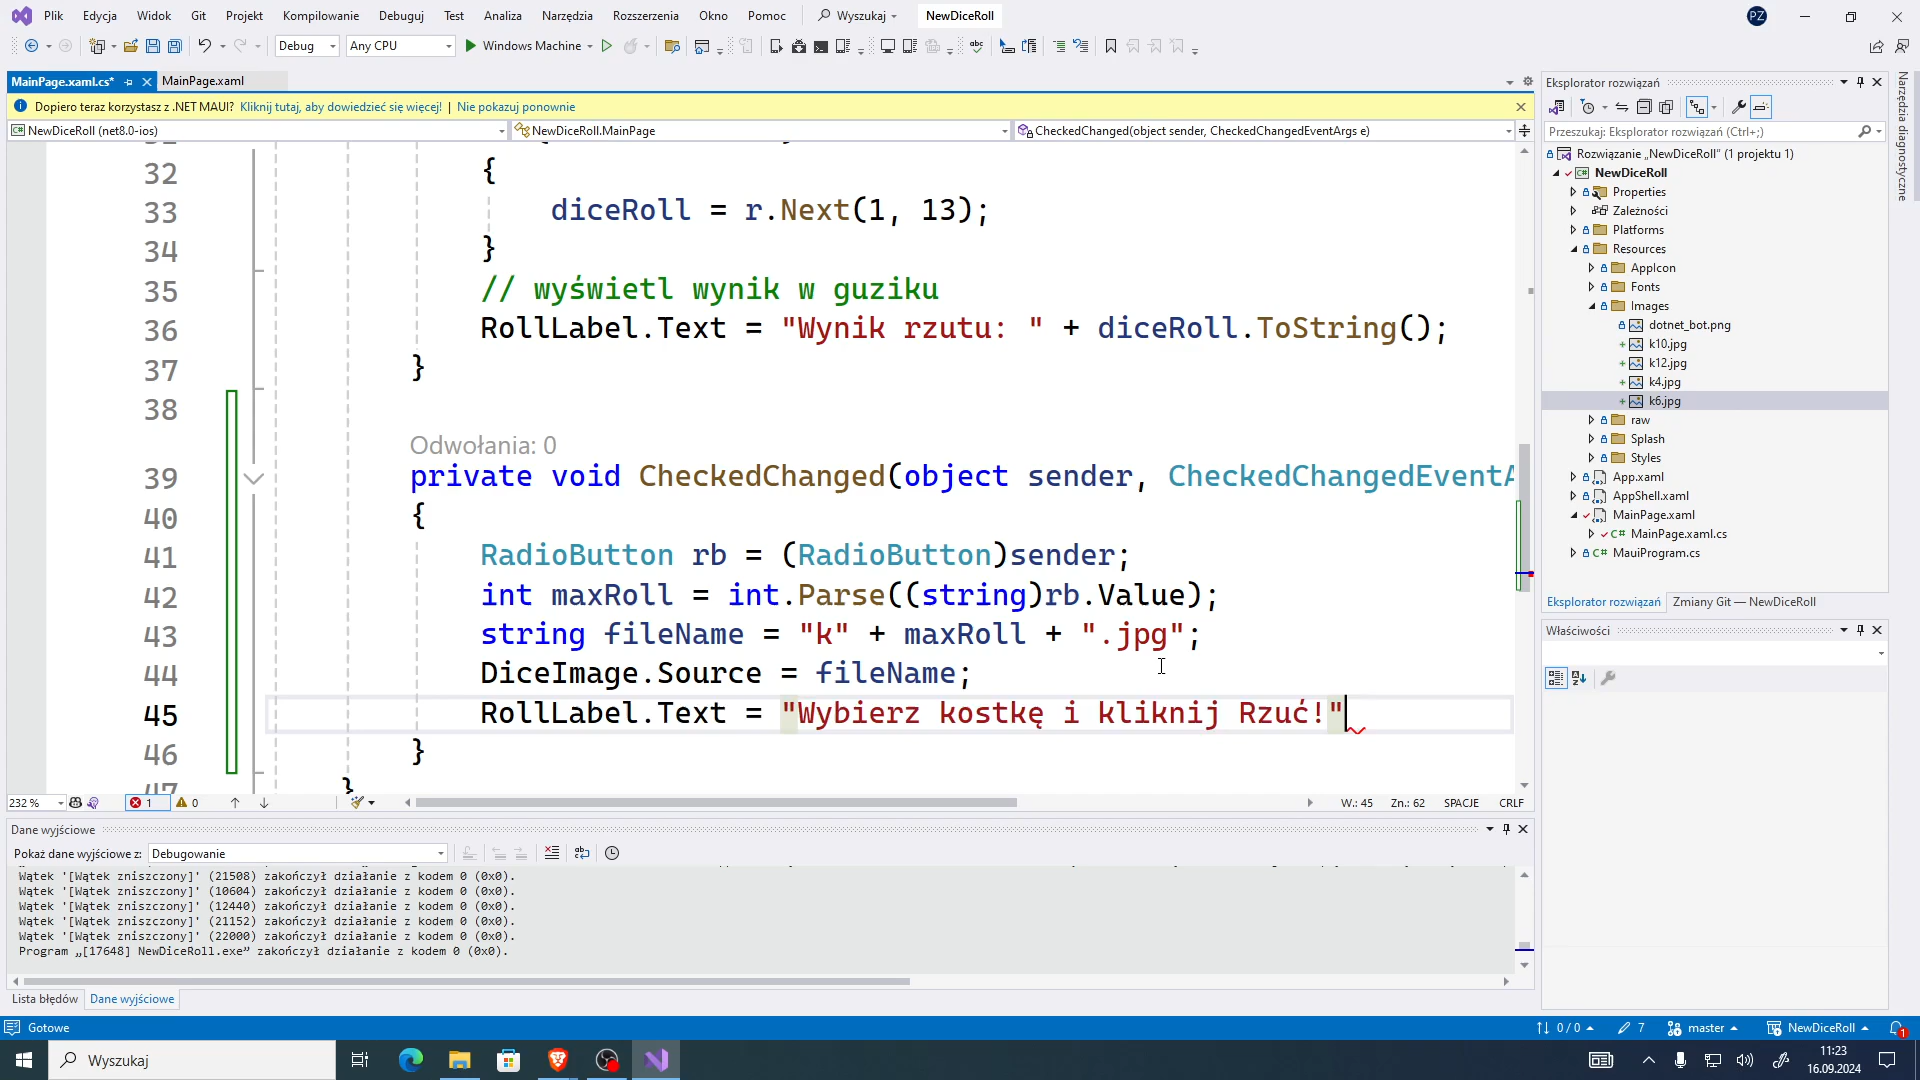 Plik Edycja Widok Git Projekt Kompilowanie Debuguj Test Analiza Narzędzia Rozszerzenia Okno Pomoc Wyszukaj NewDiceRoll PZ
Debug Any CPU Windows Machine
MainPage.xaml.cs* MainPage.xaml
Dopiero teraz korzystasz z .NET MAUI? Kliknij tutaj, aby dowiedzieć się więcej! | Nie pokazuj ponownie
NewDiceRoll (net8.0-ios) NewDiceRoll.MainPage CheckedChanged(object sender, CheckedChangedEventArgs e)
32 {
33 diceRoll = r.Next(1, 13);
34 }
35 // wyświetl wynik w guziku
36 RollLabel.Text = "Wynik rzutu: " + diceRoll.ToString();
37 }
38
Odwołania: 0
39 private void CheckedChanged(object sender, CheckedChangedEventA
40 {
41 RadioButton rb = (RadioButton)sender;
42 int maxRoll = int.Parse((string)rb.Value);
43 string fileName = "k" + maxRoll + ".jpg";
44 DiceImage.Source = fileName;
45 RollLabel.Text = "Wybierz kostkę i kliknij Rzuć!"
46 }
47 }
232 % 1 0 W.: 45 Zn.: 62 SPACJE CRLF
Dane wyjściowe
Pokaż dane wyjściowe z: Debugowanie
Wątek '[Wątek zniszczony]' (21508) zakończył działanie z kodem 0 (0x0).
Wątek '[Wątek zniszczony]' (10604) zakończył działanie z kodem 0 (0x0).
Wątek '[Wątek zniszczony]' (12440) zakończył działanie z kodem 0 (0x0).
Wątek '[Wątek zniszczony]' (21152) zakończył działanie z kodem 0 (0x0).
Wątek '[Wątek zniszczony]' (22000) zakończył działanie z kodem 0 (0x0).
Program „[17648] NewDiceRoll.exe” zakończył działanie z kodem 0 (0x0).
Lista błędów Dane wyjściowe
Eksplorator rozwiązań
Przeszukaj: Eksplorator rozwiązań (Ctrl+;)
Rozwiązanie „NewDiceRoll” (1 projektu 1)
NewDiceRoll
Properties
Zależności
Platforms
Resources
AppIcon
Fonts
Images
dotnet_bot.png
k10.jpg
k12.jpg
k4.jpg
k6.jpg
raw
Splash
Styles
App.xaml
AppShell.xaml
MainPage.xaml
MainPage.xaml.cs
MauiProgram.cs
Eksplorator rozwiązań Zmiany Git — NewDiceRoll
Właściwości
Narzędzia diagnostyczne
Gotowe 0 / 0 7 master NewDiceRoll 1
Wyszukaj
11:23
16.09.2024